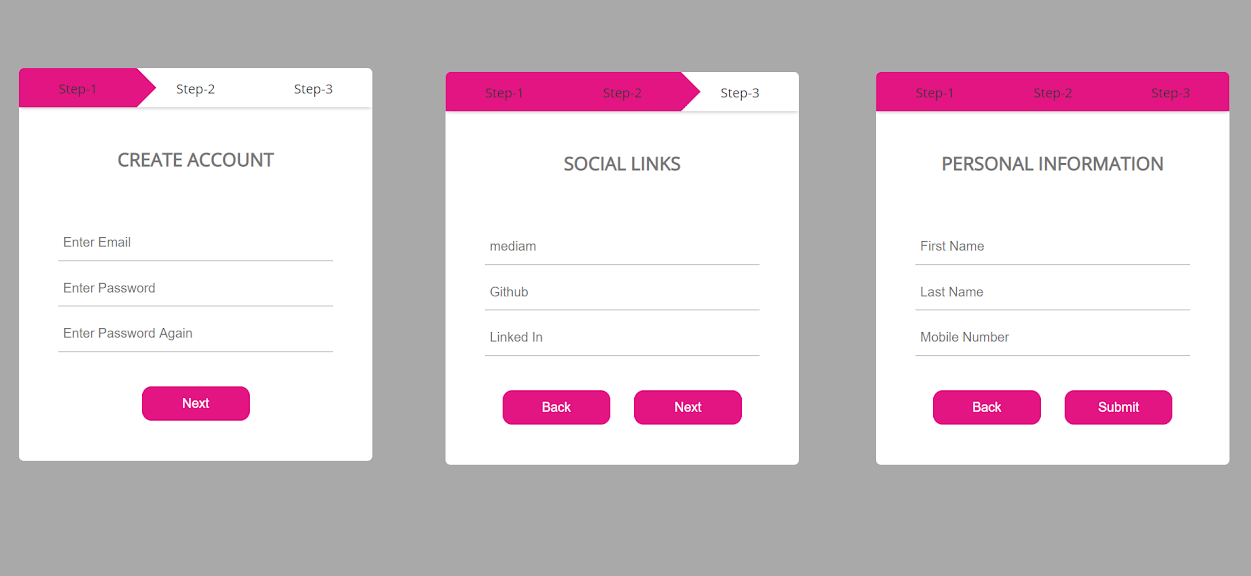 Step-1 Step-2 Step-3
CREATE ACCOUNT
Enter Email
Enter Password
Enter Password Again
Next
Step-1 Step-2 Step-3
SOCIAL LINKS
mediam
Github
Linked In
Back Next
Step-1 Step-2 Step-3
PERSONAL INFORMATION
First Name
Last Name
Mobile Number
Back Submit